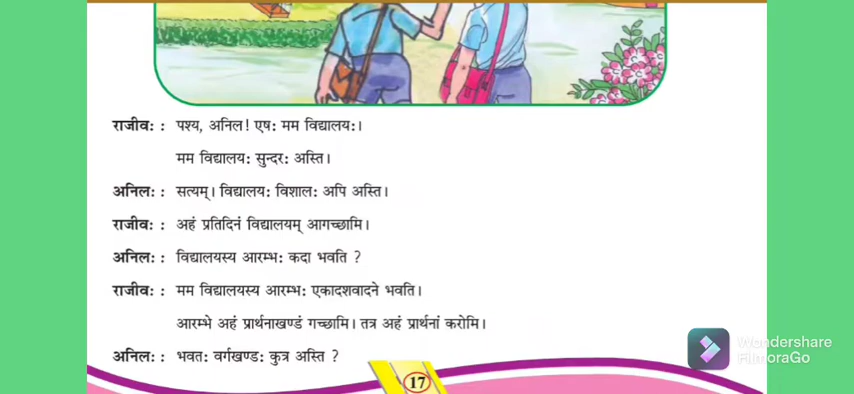 राजीवः : पश्य, अनिल! एषः मम विद्यालयः।
मम विद्यालयः सुन्दरः अस्ति।
अनिलः : सत्यम्। विद्यालयः विशालः अपि अस्ति।
राजीवः : अहं प्रतिदिनं विद्यालयम् आगच्छामि।
अनिलः : विद्यालयस्य आरम्भः कदा भवति ?
राजीवः : मम विद्यालयस्य आरम्भः एकादशवादने भवति।
आरम्भे अहं प्रार्थनाखण्डं गच्छामि। तत्र अहं प्रार्थनां करोमि।
अनिलः : भवतः वर्गखण्डः कुत्र अस्ति ?
17
Wondershare
FilmoraGo